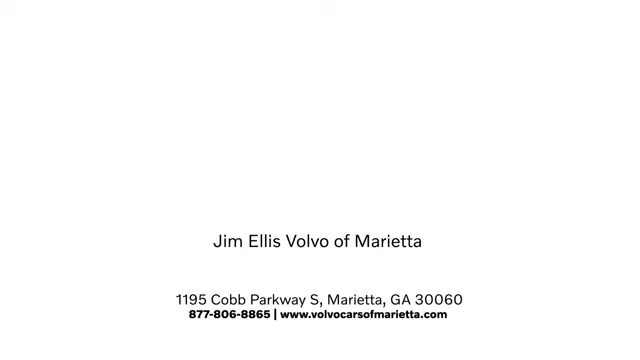 Jim Ellis Volvo of Marietta
1195 Cobb Parkway S, Marietta, GA 30060
877-806-8865 | www.volvocarsofmarietta.com